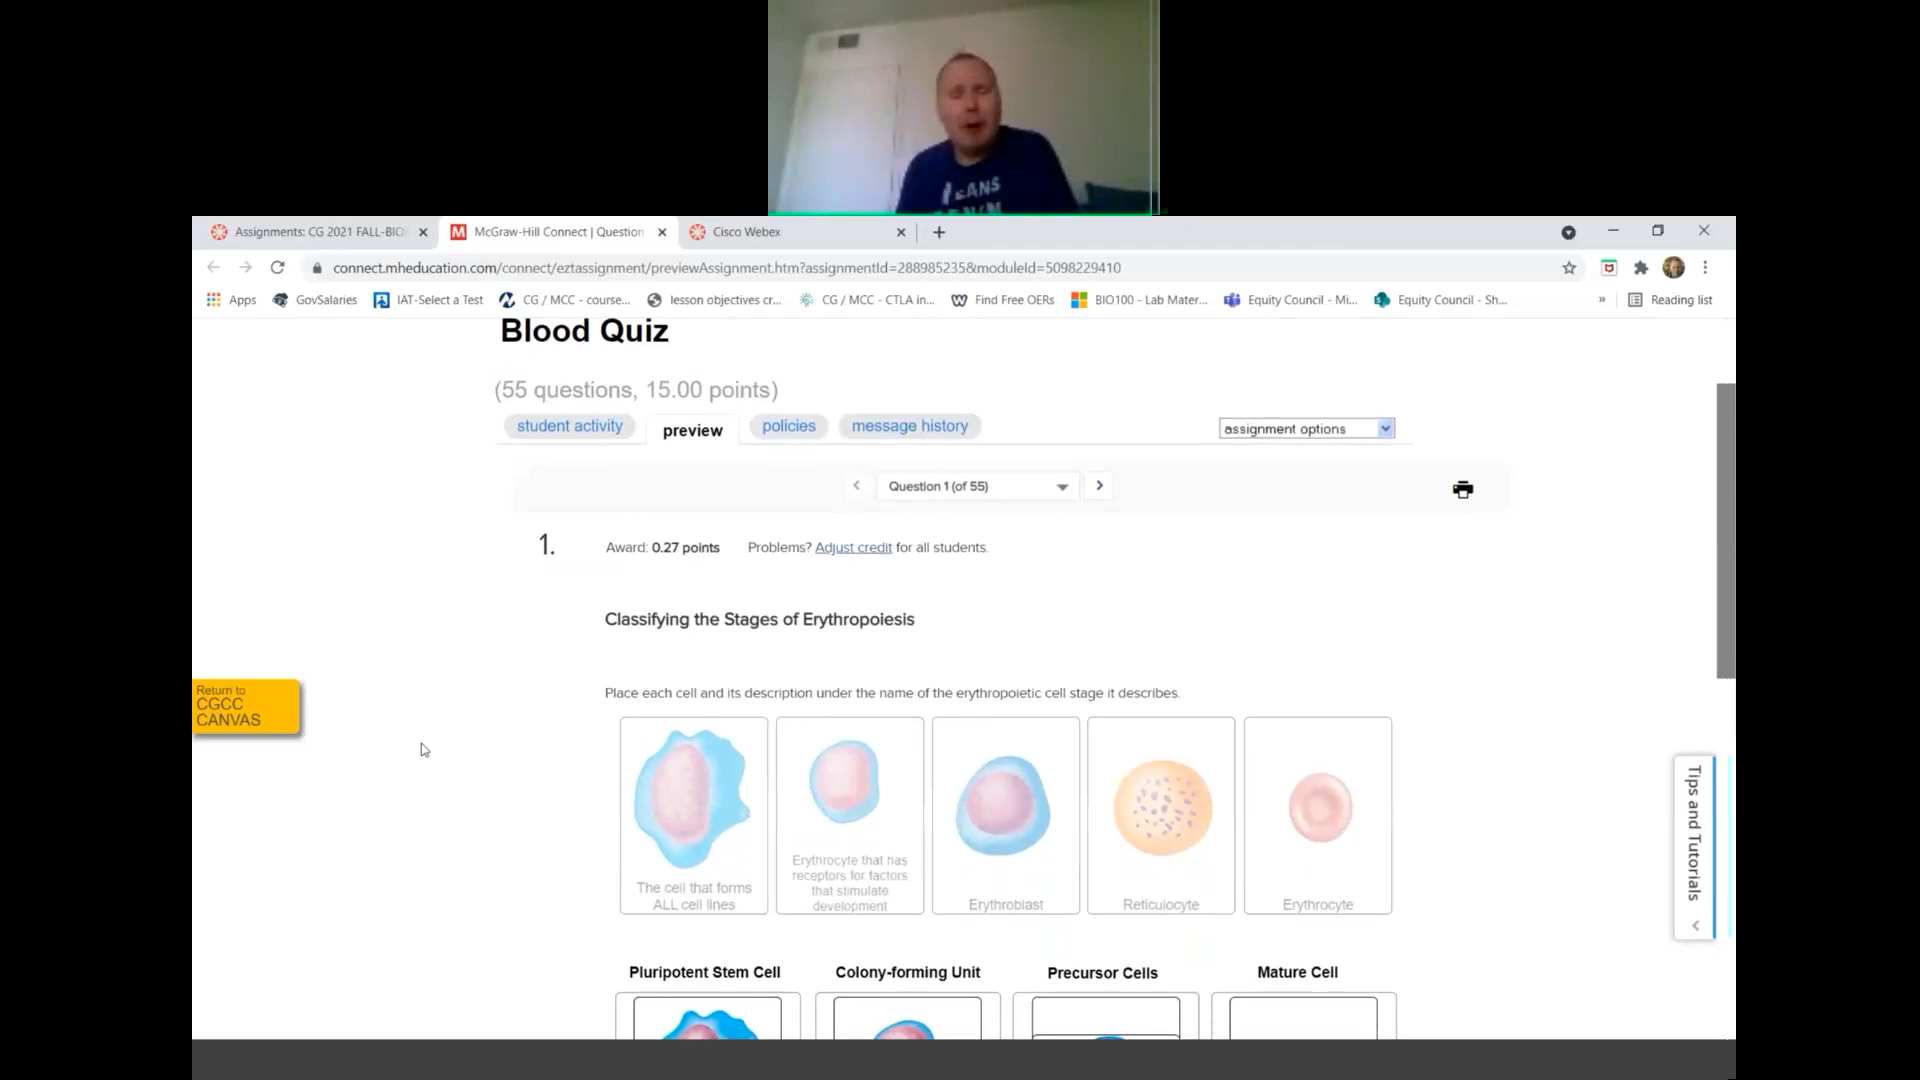 Assignments: CG 2021 FALL-BIO
McGraw-Hill Connect | Question
Cisco Webex
connect.mheducation.com/connect/eztassignment/previewAssignment.htm?assignmentId=288985235&moduleId=5098229410
Apps
GovSalaries
IAT-Select a Test
CG / MCC - course...
lesson objectives cr...
CG / MCC - CTLA in...
Find Free OERs
BIO100 - Lab Mater...
Equity Council - Mi...
Equity Council - Sh...
»
Reading list
Blood Quiz
(55 questions, 15.00 points)
student activity
preview
policies
message history
assignment options
Question 1 (of 55)
1.
Award: 0.27 points
Problems? Adjust credit for all students.
Classifying the Stages of Erythropoiesis
Return to
CGCC
CANVAS
Place each cell and its description under the name of the erythropoietic cell stage it describes.
The cell that forms
ALL cell lines
Erythrocyte that has
receptors for factors
that stimulate
development
Erythroblast
Reticulocyte
Erythrocyte
Tips and Tutorials
Pluripotent Stem Cell
Colony-forming Unit
Precursor Cells
Mature Cell